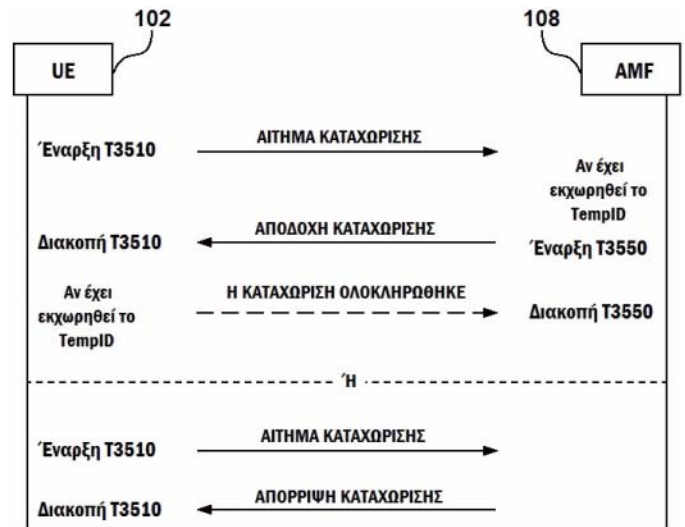 102
108
UE
AMF
Έναρξη T3510
ΑΙΤΗΜΑ ΚΑΤΑΧΩΡΙΣΗΣ
Αν έχει
εκχωρηθεί το
TempID
Διακοπή T3510
ΑΠΟΔΟΧΗ ΚΑΤΑΧΩΡΙΣΗΣ
Έναρξη T3550
Αν έχει
εκχωρηθεί το
TempID
Η ΚΑΤΑΧΩΡΙΣΗ ΟΛΟΚΛΗΡΩΘΗΚΕ
Διακοπή T3550
Ή
Έναρξη T3510
ΑΙΤΗΜΑ ΚΑΤΑΧΩΡΙΣΗΣ
Διακοπή T3510
ΑΠΟΡΡΙΨΗ ΚΑΤΑΧΩΡΙΣΗΣ